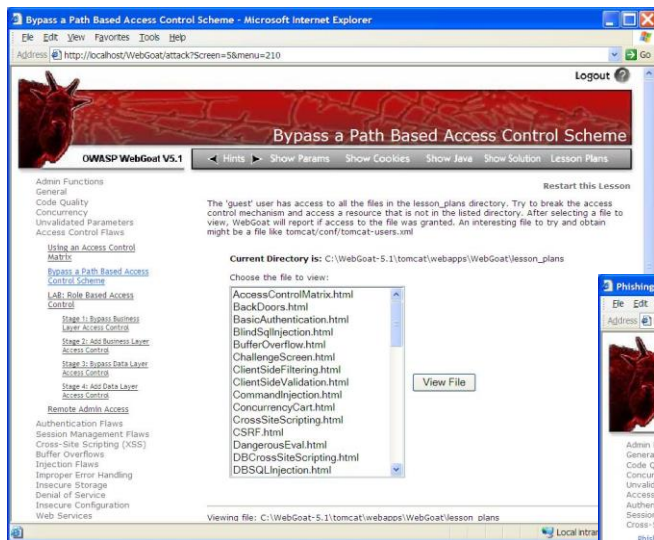 Bypass a Path Based Access Control Scheme - Microsoft Internet Explorer
File Edit View Favorites Tools Help
Address http://localhost/WebGoat/attack?Screen=5&menu=210 Go
Logout ?
Bypass a Path Based Access Control Scheme
OWASP WebGoat V5.1 Hints Show Params Show Cookies Show Java Show Solution Lesson Plans
Admin Functions
General
Code Quality
Concurrency
Unvalidated Parameters
Access Control Flaws
Using an Access Control
Matrix
Bypass a Path Based Access
Control Scheme
LAB: Role Based Access
Control
Stage 1: Bypass Business
Layer Access Control
Stage 2: Add Business Layer
Access Control
Stage 3: Bypass Data Layer
Access Control
Stage 4: Add Data Layer
Access Control
Remote Admin Access
Authentication Flaws
Session Management Flaws
Cross-Site Scripting (XSS)
Buffer Overflows
Injection Flaws
Improper Error Handling
Insecure Storage
Denial of Service
Insecure Configuration
Web Services
Restart this Lesson
The 'guest' user has access to all the files in the lesson_plans directory. Try to break the access
control mechanism and access a resource that is not in the listed directory. After selecting a file to
view, WebGoat will report if access to the file was granted. An interesting file to try and obtain
might be a file like tomcat/conf/tomcat-users.xml
Current Directory is: C:\WebGoat-5.1\tomcat\webapps\WebGoat\lesson_plans
Choose the file to view:
AccessControlMatrix.html
BackDoors.html
BasicAuthentication.html
BlindSqlInjection.html
BufferOverflow.html
ChallengeScreen.html
ClientSideFiltering.html
ClientSideValidation.html
CommandInjection.html
ConcurrencyCart.html
CrossSiteScripting.html
CSRF.html
DangerousEval.html
DBCrossSiteScripting.html
DBSQLInjection.html
View File
Viewing file: C:\WebGoat-5.1\tomcat\webapps\WebGoat\lesson_plans
Local intran
Phishing
File Edit
Address
Admin
Genera
Code Q
Concur
Unvalid
Access
Authen
Session
Cross-S
Phis